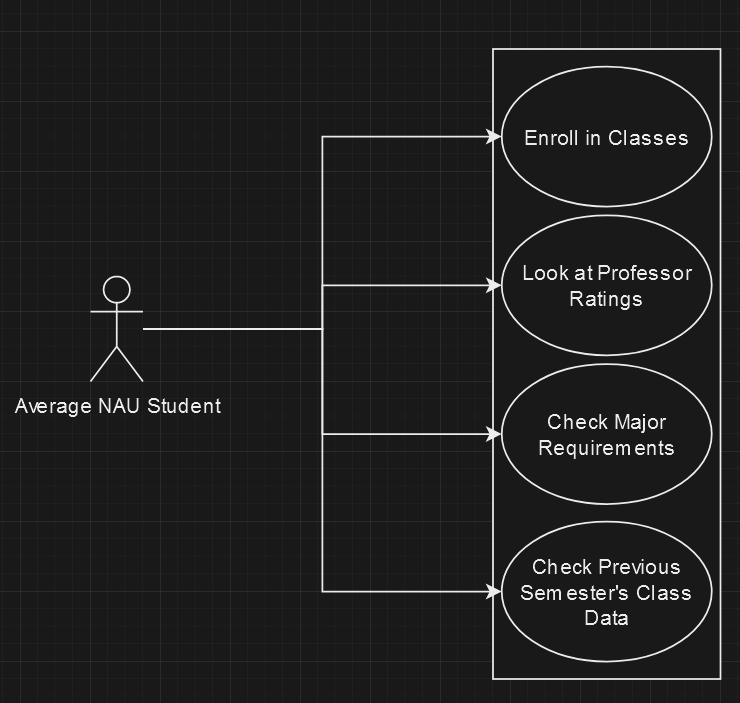 Enroll in Classes
Look at Professor
Ratings
Average NAU Student
Check Major
Requirements
Check Previous
Semester's Class
Data